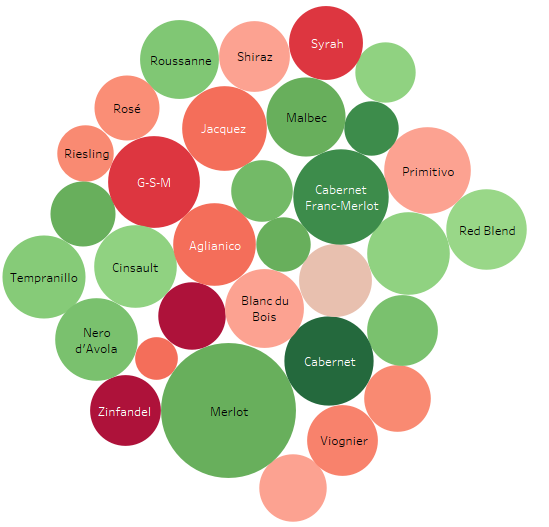 Syrah
Shiraz
Roussanne
Rosé
Malbec
Jacquez
Riesling
Primitivo
G-S-M
Cabernet
Franc-Merlot
Red Blend
Aglianico
Cinsault
Tempranillo
Blanc du
Bois
Nero
d'Avola
Cabernet
Zinfandel
Merlot
Viognier